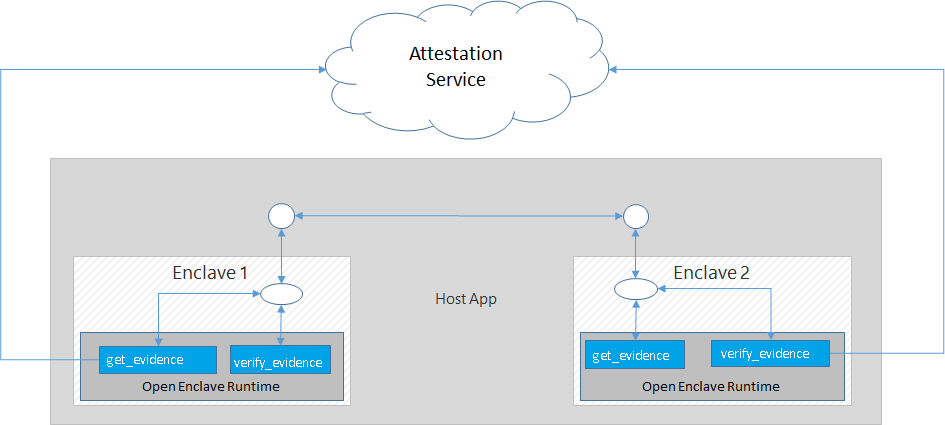 Attestation
Service
Enclave 1
Enclave 2
Host App
get_evidence
verify_evidence
get_evidence
verify_evidence
Open Enclave Runtime
Open Enclave Runtime